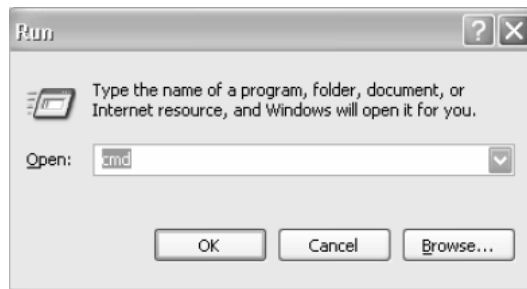 Run
Type the name of a program, folder, document, or
Internet resource, and Windows will open it for you.
Open: cmd
OK Cancel Browse...